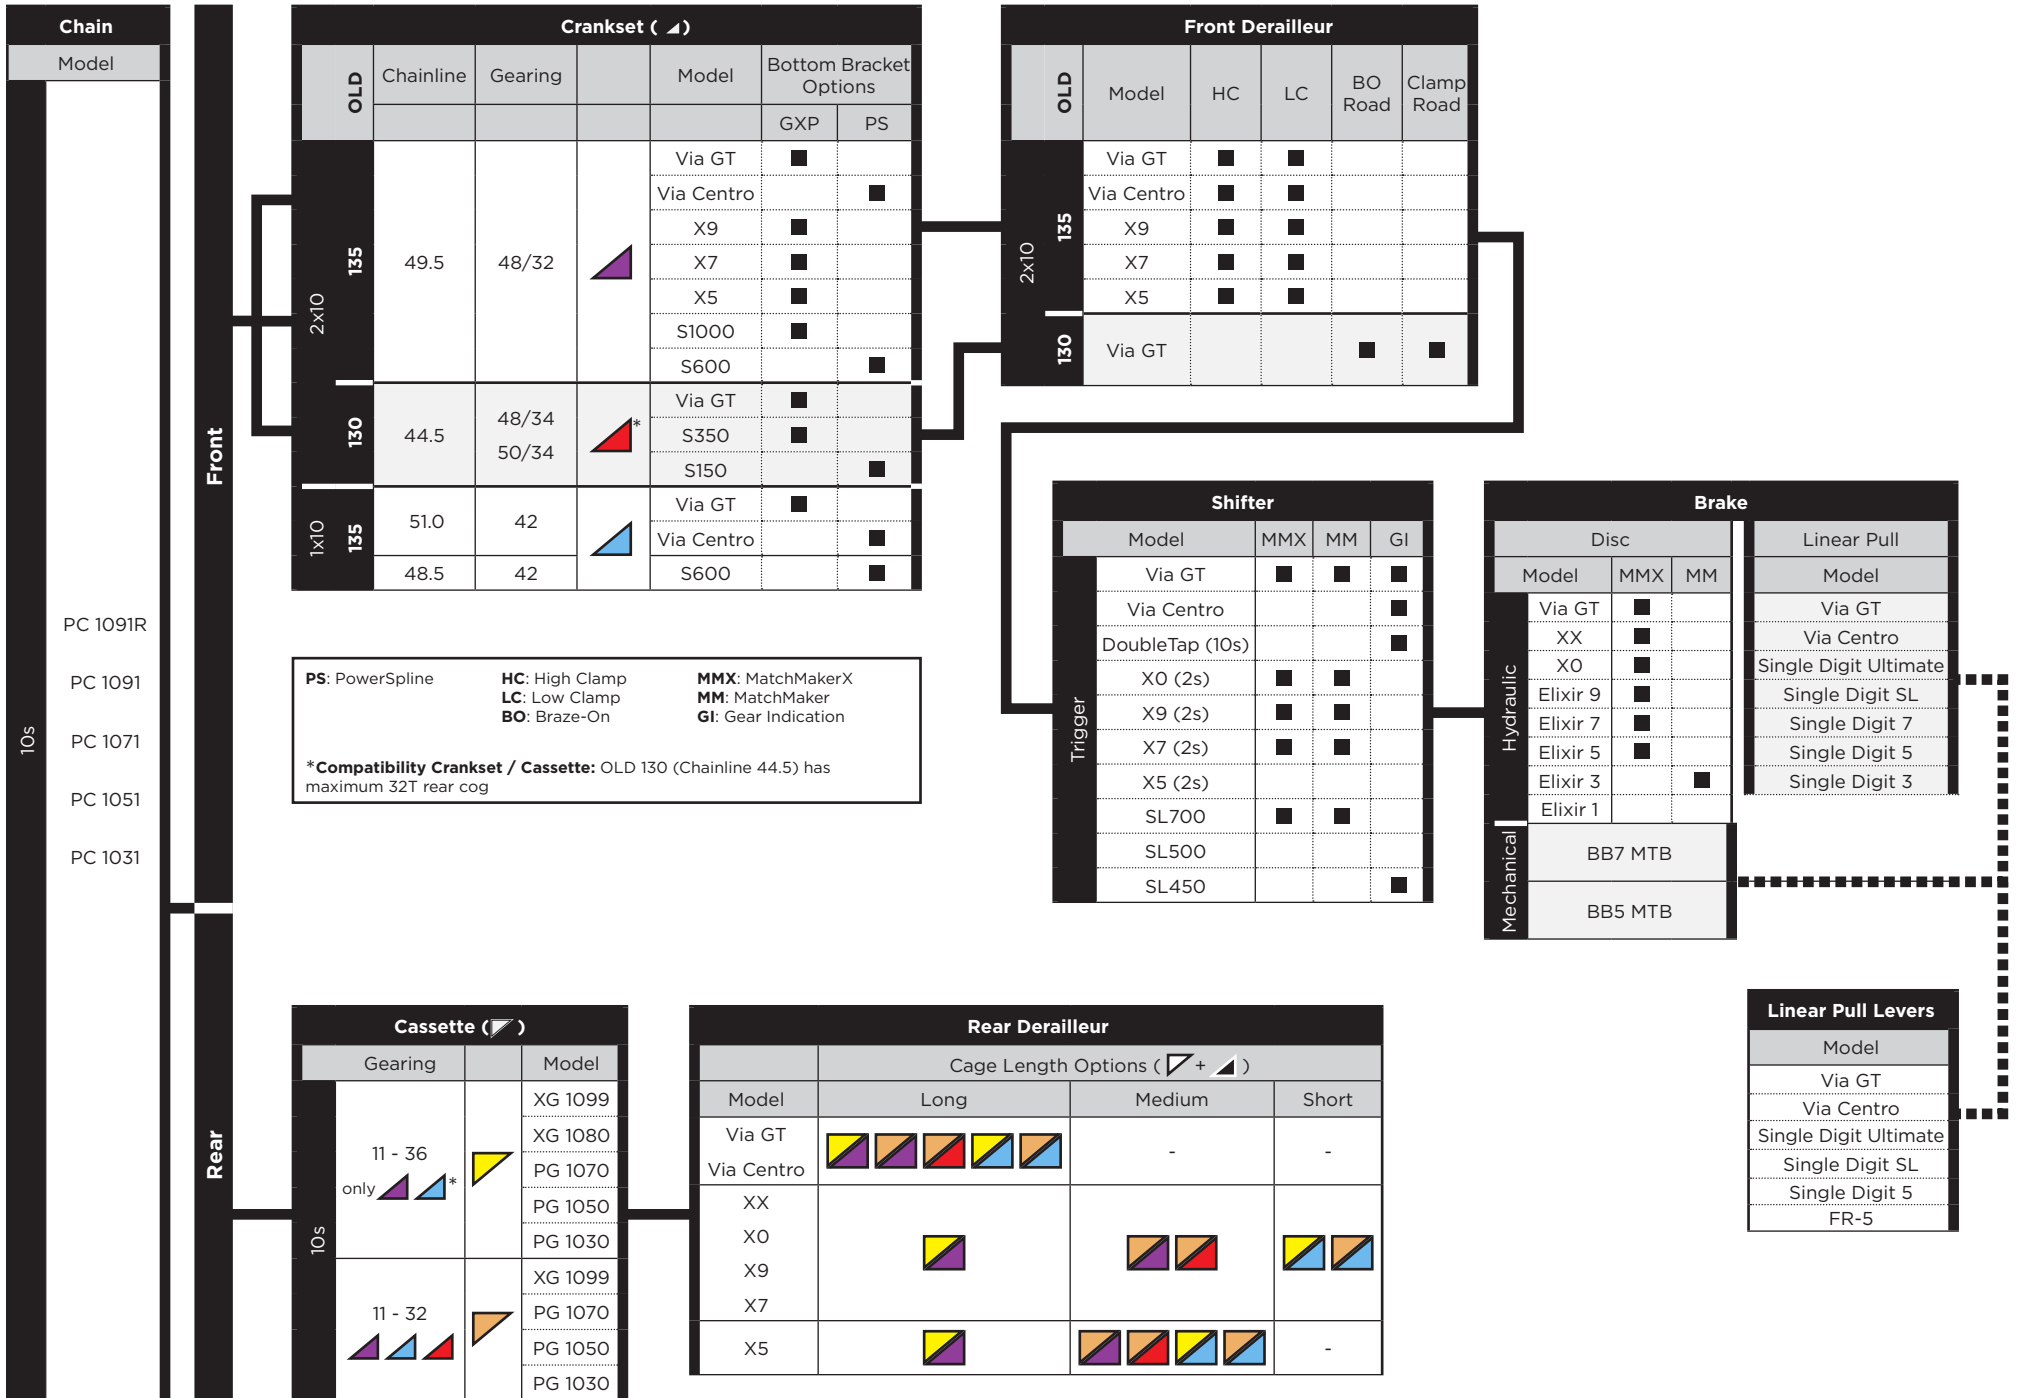 Chain
Model
10s
PC 1091R
PC 1091
PC 1071
PC 1051
PC 1031
Front
Rear
Crankset ( )
OLD Chainline Gearing Model Bottom Bracket Options
GXP PS
2x10
135 49.5 48/32
Via GT ■
Via Centro ■
X9 ■
X7 ■
X5 ■
S1000 ■
S600 ■
130 44.5 48/34 50/34 *
Via GT ■
S350 ■
S150 ■
1x10
135
51.0 42
Via GT ■
Via Centro ■
48.5 42 S600 ■
PS: PowerSpline HC: High Clamp MMX: MatchMakerX
LC: Low Clamp MM: MatchMaker
BO: Braze-On GI: Gear Indication
*Compatibility Crankset / Cassette: OLD 130 (Chainline 44.5) has
maximum 32T rear cog
Front Derailleur
OLD Model HC LC BO Road Clamp Road
2x10
135
Via GT ■ ■
Via Centro ■ ■
X9 ■ ■
X7 ■ ■
X5 ■ ■
130 Via GT ■ ■
Shifter
Model MMX MM GI
Trigger
Via GT ■ ■ ■
Via Centro ■
DoubleTap (10s) ■
X0 (2s) ■ ■
X9 (2s) ■ ■
X7 (2s) ■ ■
X5 (2s)
SL700 ■ ■
SL500
SL450 ■
Brake
Disc
Model MMX MM
Hydraulic
Via GT ■
XX ■
X0 ■
Elixir 9 ■
Elixir 7 ■
Elixir 5 ■
Elixir 3 ■
Elixir 1
Mechanical
BB7 MTB
BB5 MTB
Linear Pull
Model
Via GT
Via Centro
Single Digit Ultimate
Single Digit SL
Single Digit 7
Single Digit 5
Single Digit 3
Linear Pull Levers
Model
Via GT
Via Centro
Single Digit Ultimate
Single Digit SL
Single Digit 5
FR-5
Cassette ( )
Gearing Model
10s
11 - 36
only *
XG 1099
XG 1080
PG 1070
PG 1050
PG 1030
11 - 32
XG 1099
PG 1070
PG 1050
PG 1030
Rear Derailleur
Cage Length Options ( + )
Model Long Medium Short
Via GT
Via Centro
- -
XX
X0
X9
X7
X5 -